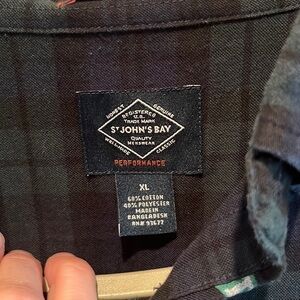 HONEST GENUINE
REGISTERED
U.S.
TRADE MARK
ST JOHN'S BAY
QUALITY
MENSWEAR
WELL-MADE CLASSIC
PERFORMANCE
XL
60% COTTON
40% POLYESTER
MADE IN
BANGLADESH
RN# 93677